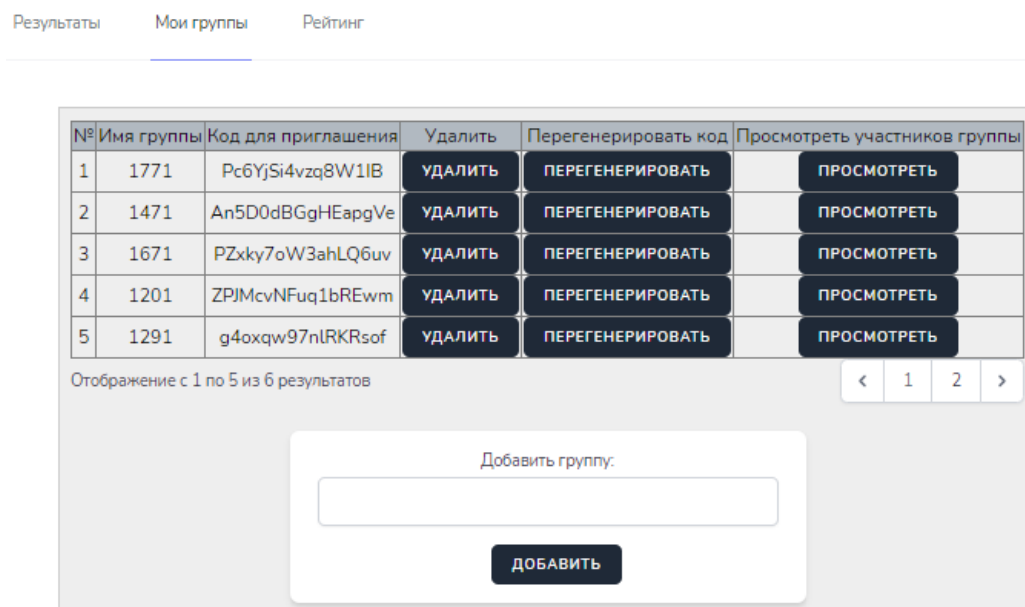 Результаты Мои группы Рейтинг
№ Имя группы Код для приглашения Удалить Перегенерировать код Просмотреть участников группы
1 1771 Pc6YjSi4vzq8W1IB УДАЛИТЬ ПЕРЕГЕНЕРИРОВАТЬ ПРОСМОТРЕТЬ
2 1471 An5D0dBGgHEapgVe УДАЛИТЬ ПЕРЕГЕНЕРИРОВАТЬ ПРОСМОТРЕТЬ
3 1671 PZxky7oW3ahLQ6uv УДАЛИТЬ ПЕРЕГЕНЕРИРОВАТЬ ПРОСМОТРЕТЬ
4 1201 ZPJMcvNFuq1bREwm УДАЛИТЬ ПЕРЕГЕНЕРИРОВАТЬ ПРОСМОТРЕТЬ
5 1291 g4oxqw97nlRKRsof УДАЛИТЬ ПЕРЕГЕНЕРИРОВАТЬ ПРОСМОТРЕТЬ
Отображение с 1 по 5 из 6 результатов ‹ 1 2 ›
Добавить группу:
ДОБАВИТЬ